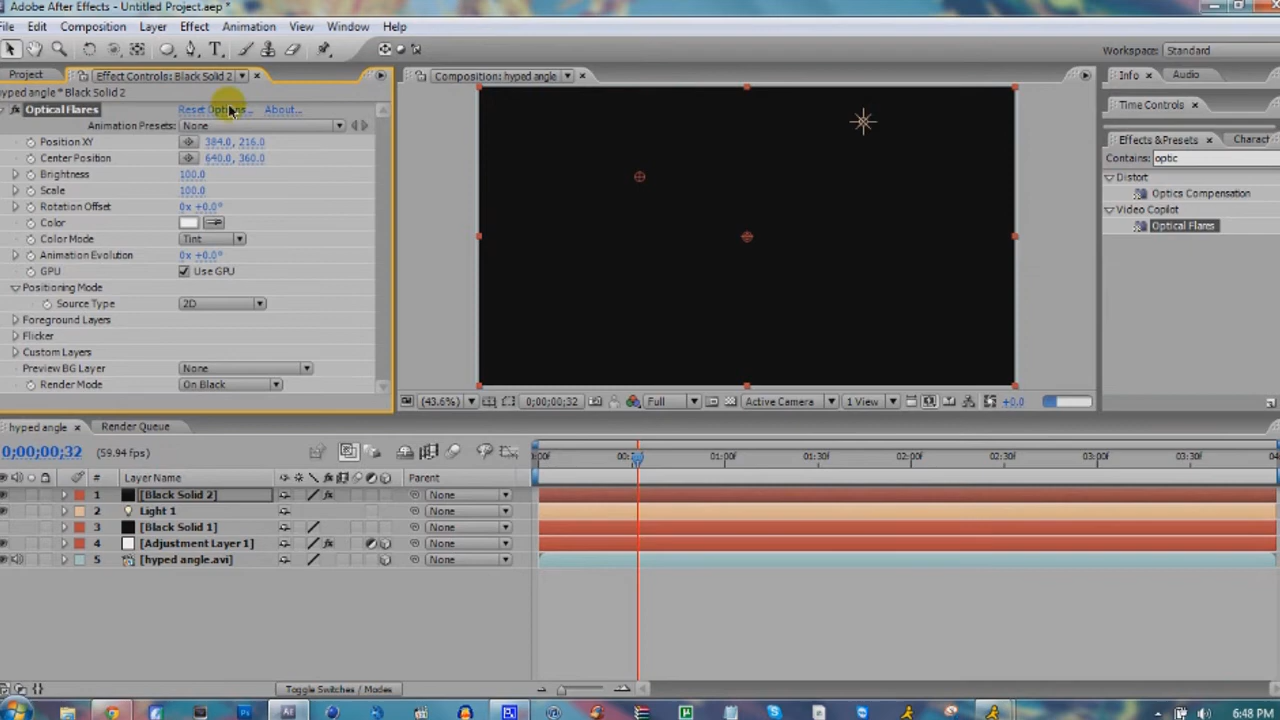 Adobe After Effects - Untitled Project.aep *
File Edit Composition Layer Effect Animation View Window Help
Workspace: Standard
Project Effect Controls: Black Solid 2 Composition: hyped angle Info Audio
hyped angle * Black Solid 2
Optical Flares Reset Options... About...
Animation Presets: None
Position XY 384.0, 216.0
Center Position 640.0, 360.0
Brightness 100.0
Scale 100.0
Rotation Offset 0x +0.0°
Color
Color Mode Tint
Animation Evolution 0x +0.0°
GPU Use GPU
Positioning Mode
Source Type 2D
Foreground Layers
Flicker
Custom Layers
Preview BG Layer None
Render Mode On Black
(43.6%) 0;00;00;32 Full Active Camera 1 View +0.0
Time Controls
Effects & Presets Charact
Contains: optic
Distort
Optics Compensation
Video Copilot
Optical Flares
hyped angle Render Queue
0;00;00;32 (59.94 fps)
# Layer Name Parent
:00f 01:00f 01:30f 02:00f 02:30f 03:00f 03:30f
1 [Black Solid 2] None
2 Light 1 None
3 [Black Solid 1] None
4 [Adjustment Layer 1] None
5 [hyped angle.avi] None
Toggle Switches / Modes
6:48 PM